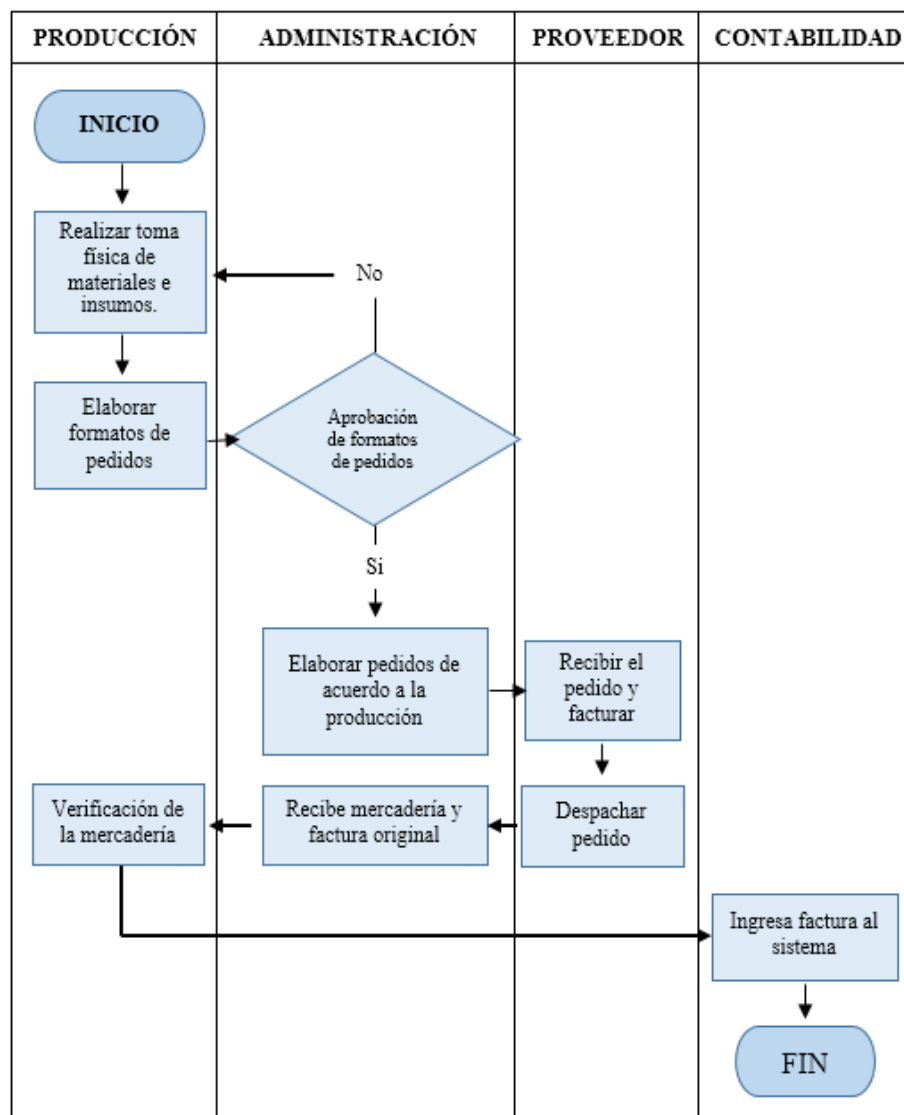 PRODUCCIÓN
ADMINISTRACIÓN
PROVEEDOR
CONTABILIDAD
INICIO
Realizar toma
física de
materiales e
insumos.
No
Elaborar
formatos de
pedidos
Aprobación
de formatos
de pedidos
Si
Elaborar pedidos de
acuerdo a la
producción
Recibir el
pedido y
facturar
Verificación de
la mercadería
Recibe mercadería y
factura original
Despachar
pedido
Ingresa factura al
sistema
FIN